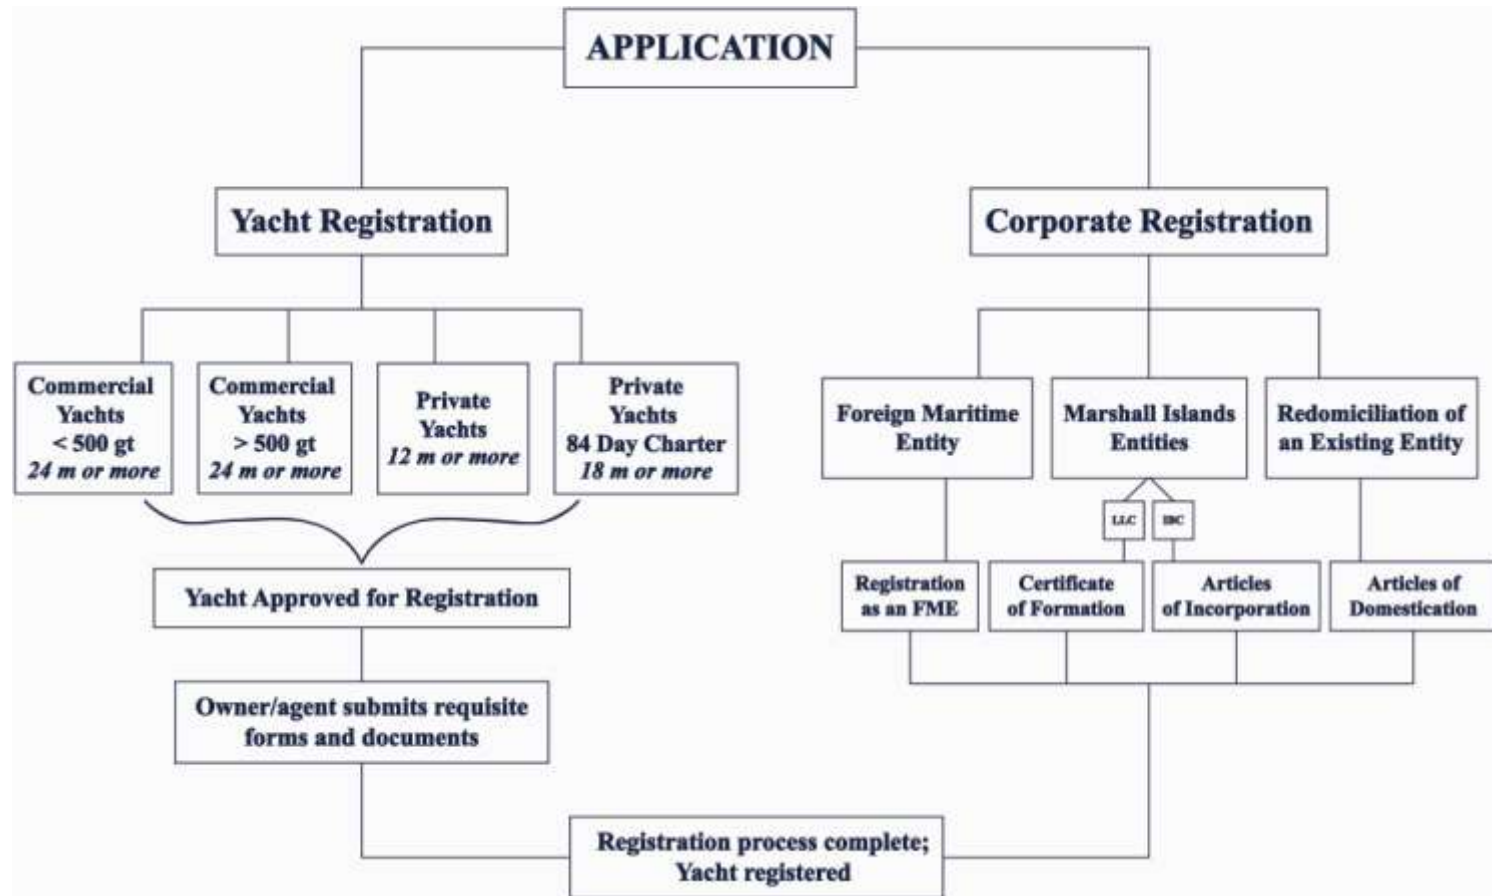 APPLICATION
Yacht Registration
Corporate Registration
Commercial
Yachts
< 500 gt
24 m or more
Commercial
Yachts
> 500 gt
24 m or more
Private
Yachts
12 m or more
Private
Yachts
84 Day Charter
18 m or more
Foreign Maritime
Entity
Marshall Islands
Entities
Redomiciliation of
an Existing Entity
LLC
IBC
Registration
as an FME
Certificate
of Formation
Articles
of Incorporation
Articles of
Domestication
Yacht Approved for Registration
Owner/agent submits requisite
forms and documents
Registration process complete;
Yacht registered